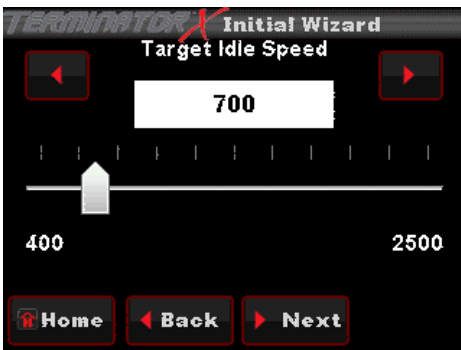 TERMINATOR X Initial Wizard
Target Idle Speed
700
400 2500
Home Back Next